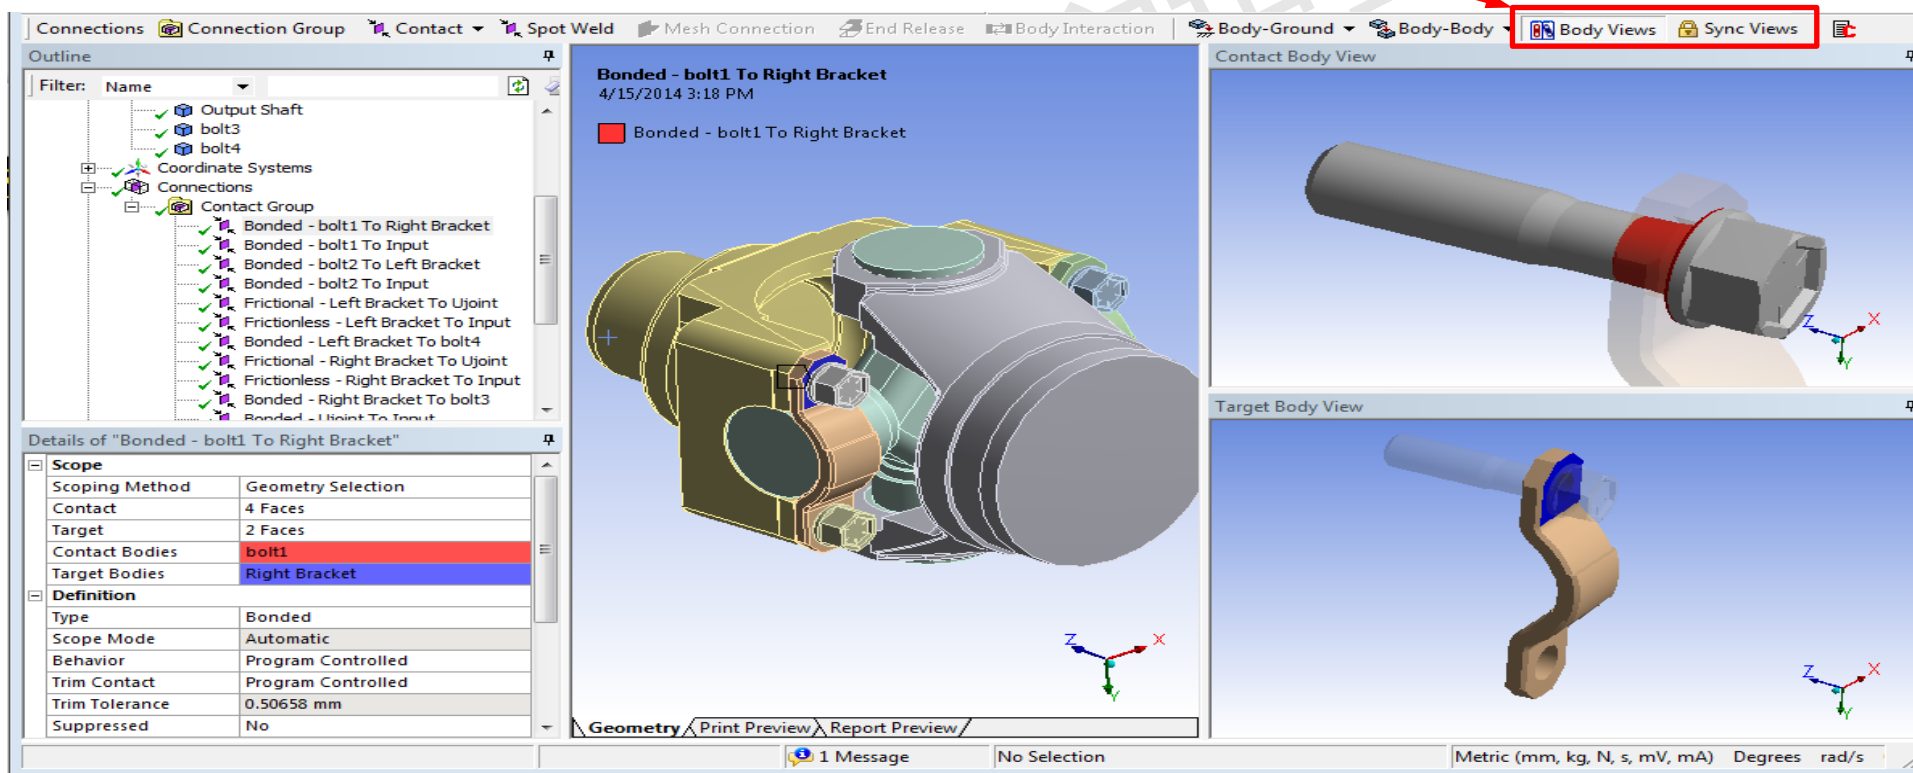 Connections Connection Group Contact Spot Weld Mesh Connection End Release Body Interaction Body-Ground Body-Body Body Views Sync Views
Outline
Filter: Name
Output Shaft
bolt3
bolt4
Coordinate Systems
Connections
Contact Group
Bonded - bolt1 To Right Bracket
Bonded - bolt1 To Input
Bonded - bolt2 To Left Bracket
Bonded - bolt2 To Input
Frictional - Left Bracket To Ujoint
Frictionless - Left Bracket To Input
Bonded - Left Bracket To bolt4
Frictional - Right Bracket To Ujoint
Frictionless - Right Bracket To Input
Bonded - Right Bracket To bolt3
Bonded - Ujoint To Input
Details of "Bonded - bolt1 To Right Bracket"
Scope
Scoping Method Geometry Selection
Contact 4 Faces
Target 2 Faces
Contact Bodies bolt1
Target Bodies Right Bracket
Definition
Type Bonded
Scope Mode Automatic
Behavior Program Controlled
Trim Contact Program Controlled
Trim Tolerance 0.50658 mm
Suppressed No
Bonded - bolt1 To Right Bracket
4/15/2014 3:18 PM
Bonded - bolt1 To Right Bracket
Z X
Y
Geometry Print Preview Report Preview
Contact Body View
Z X
Y
Target Body View
Z X
Y
1 Message No Selection Metric (mm, kg, N, s, mV, mA) Degrees rad/s